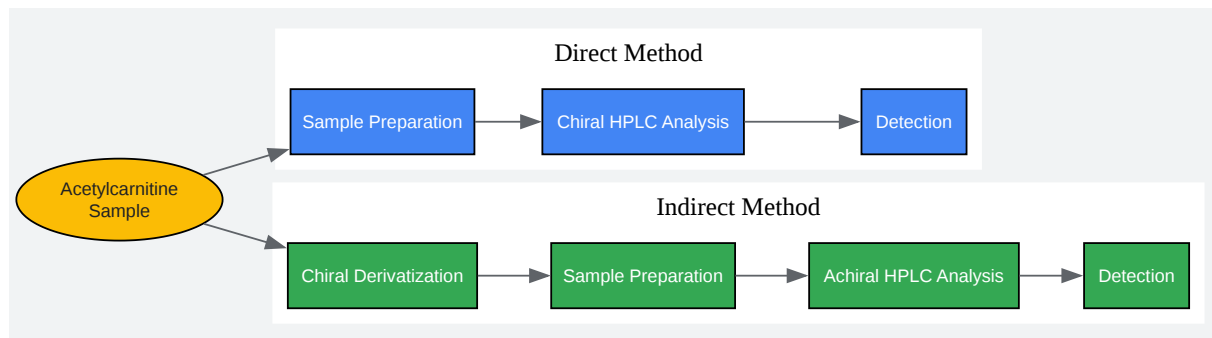 Direct Method
Sample Preparation
Chiral HPLC Analysis
Detection
Acetylcarnitine
Sample
Indirect Method
Chiral Derivatization
Sample Preparation
Achiral HPLC Analysis
Detection